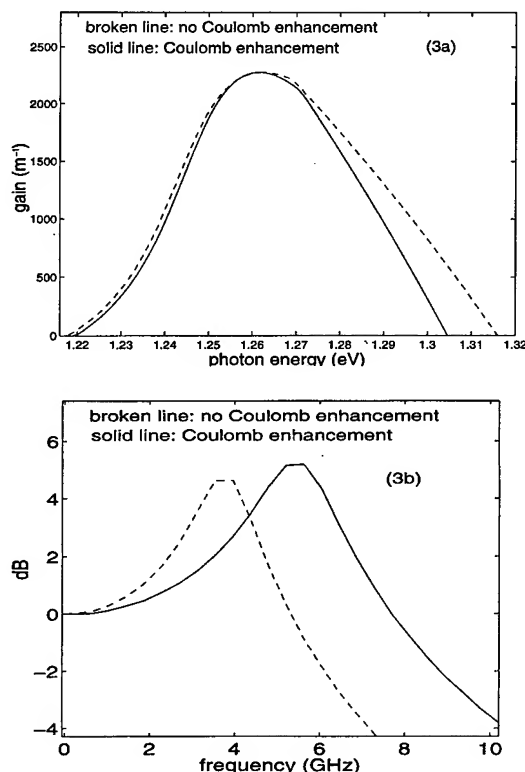 broken line: no Coulomb enhancement
solid line: Coulomb enhancement
(3a)
2500
2000
1500
1000
500
0
gain (m⁻¹)
1.22 1.23 1.24 1.25 1.26 1.27 1.28 1.29 1.3 1.31 1.32
photon energy (eV)
broken line: no Coulomb enhancement
solid line: Coulomb enhancement
(3b)
6
4
2
0
-2
-4
dB
0 2 4 6 8 10
frequency (GHz)